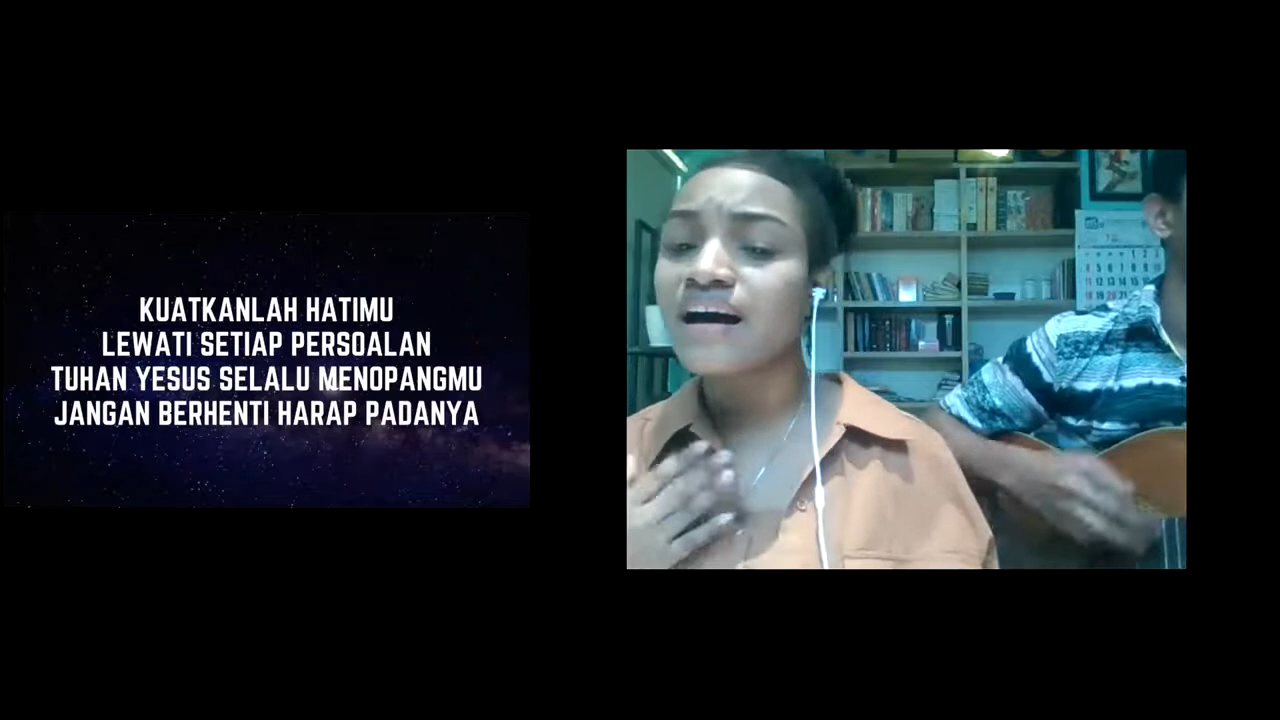 KUATKANLAH HATIMU
LEWATI SETIAP PERSOALAN
TUHAN YESUS SELALU MENOPANGMU
JANGAN BERHENTI HARAP PADANYA